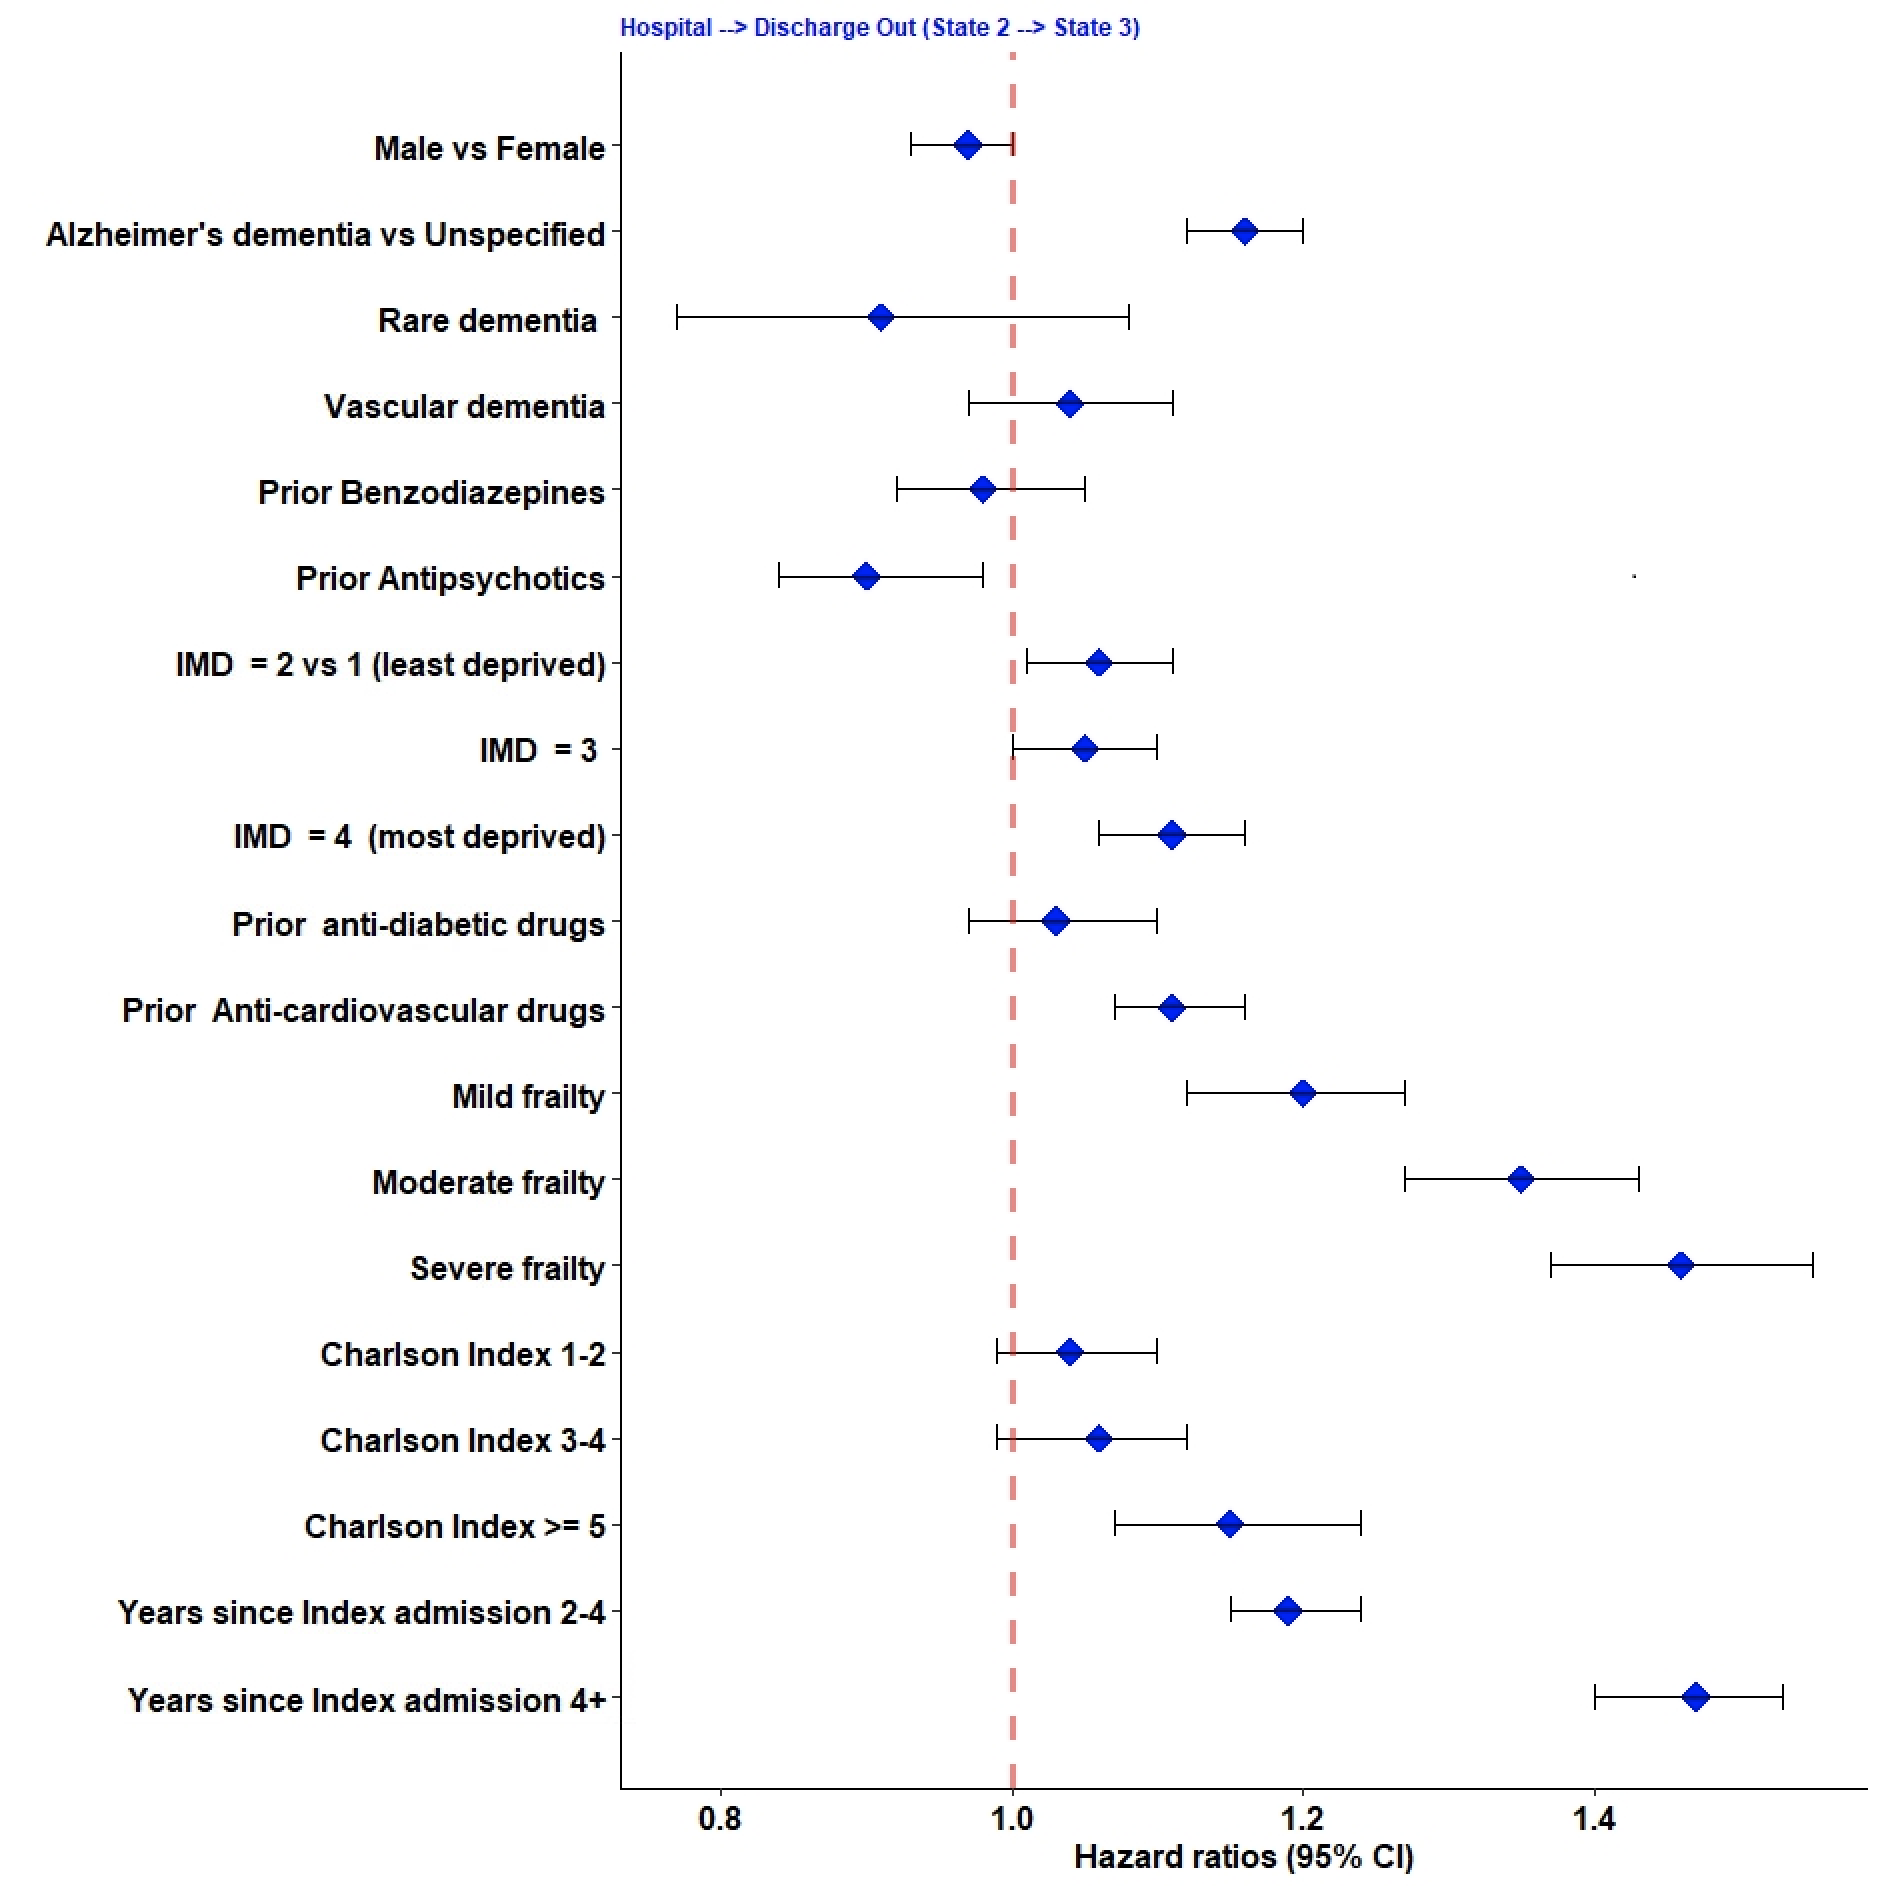 Hospital --> Discharge Out (State 2 --> State 3)
Male vs Female
Alzheimer's dementia vs Unspecified
Rare dementia
Vascular dementia
Prior Benzodiazepines
Prior Antipsychotics
IMD = 2 vs 1 (least deprived)
IMD = 3
IMD = 4 (most deprived)
Prior anti-diabetic drugs
Prior Anti-cardiovascular drugs
Mild frailty
Moderate frailty
Severe frailty
Charlson Index 1-2
Charlson Index 3-4
Charlson Index >= 5
Years since Index admission 2-4
Years since Index admission 4+
0.8 1.0 1.2 1.4
Hazard ratios (95% CI)